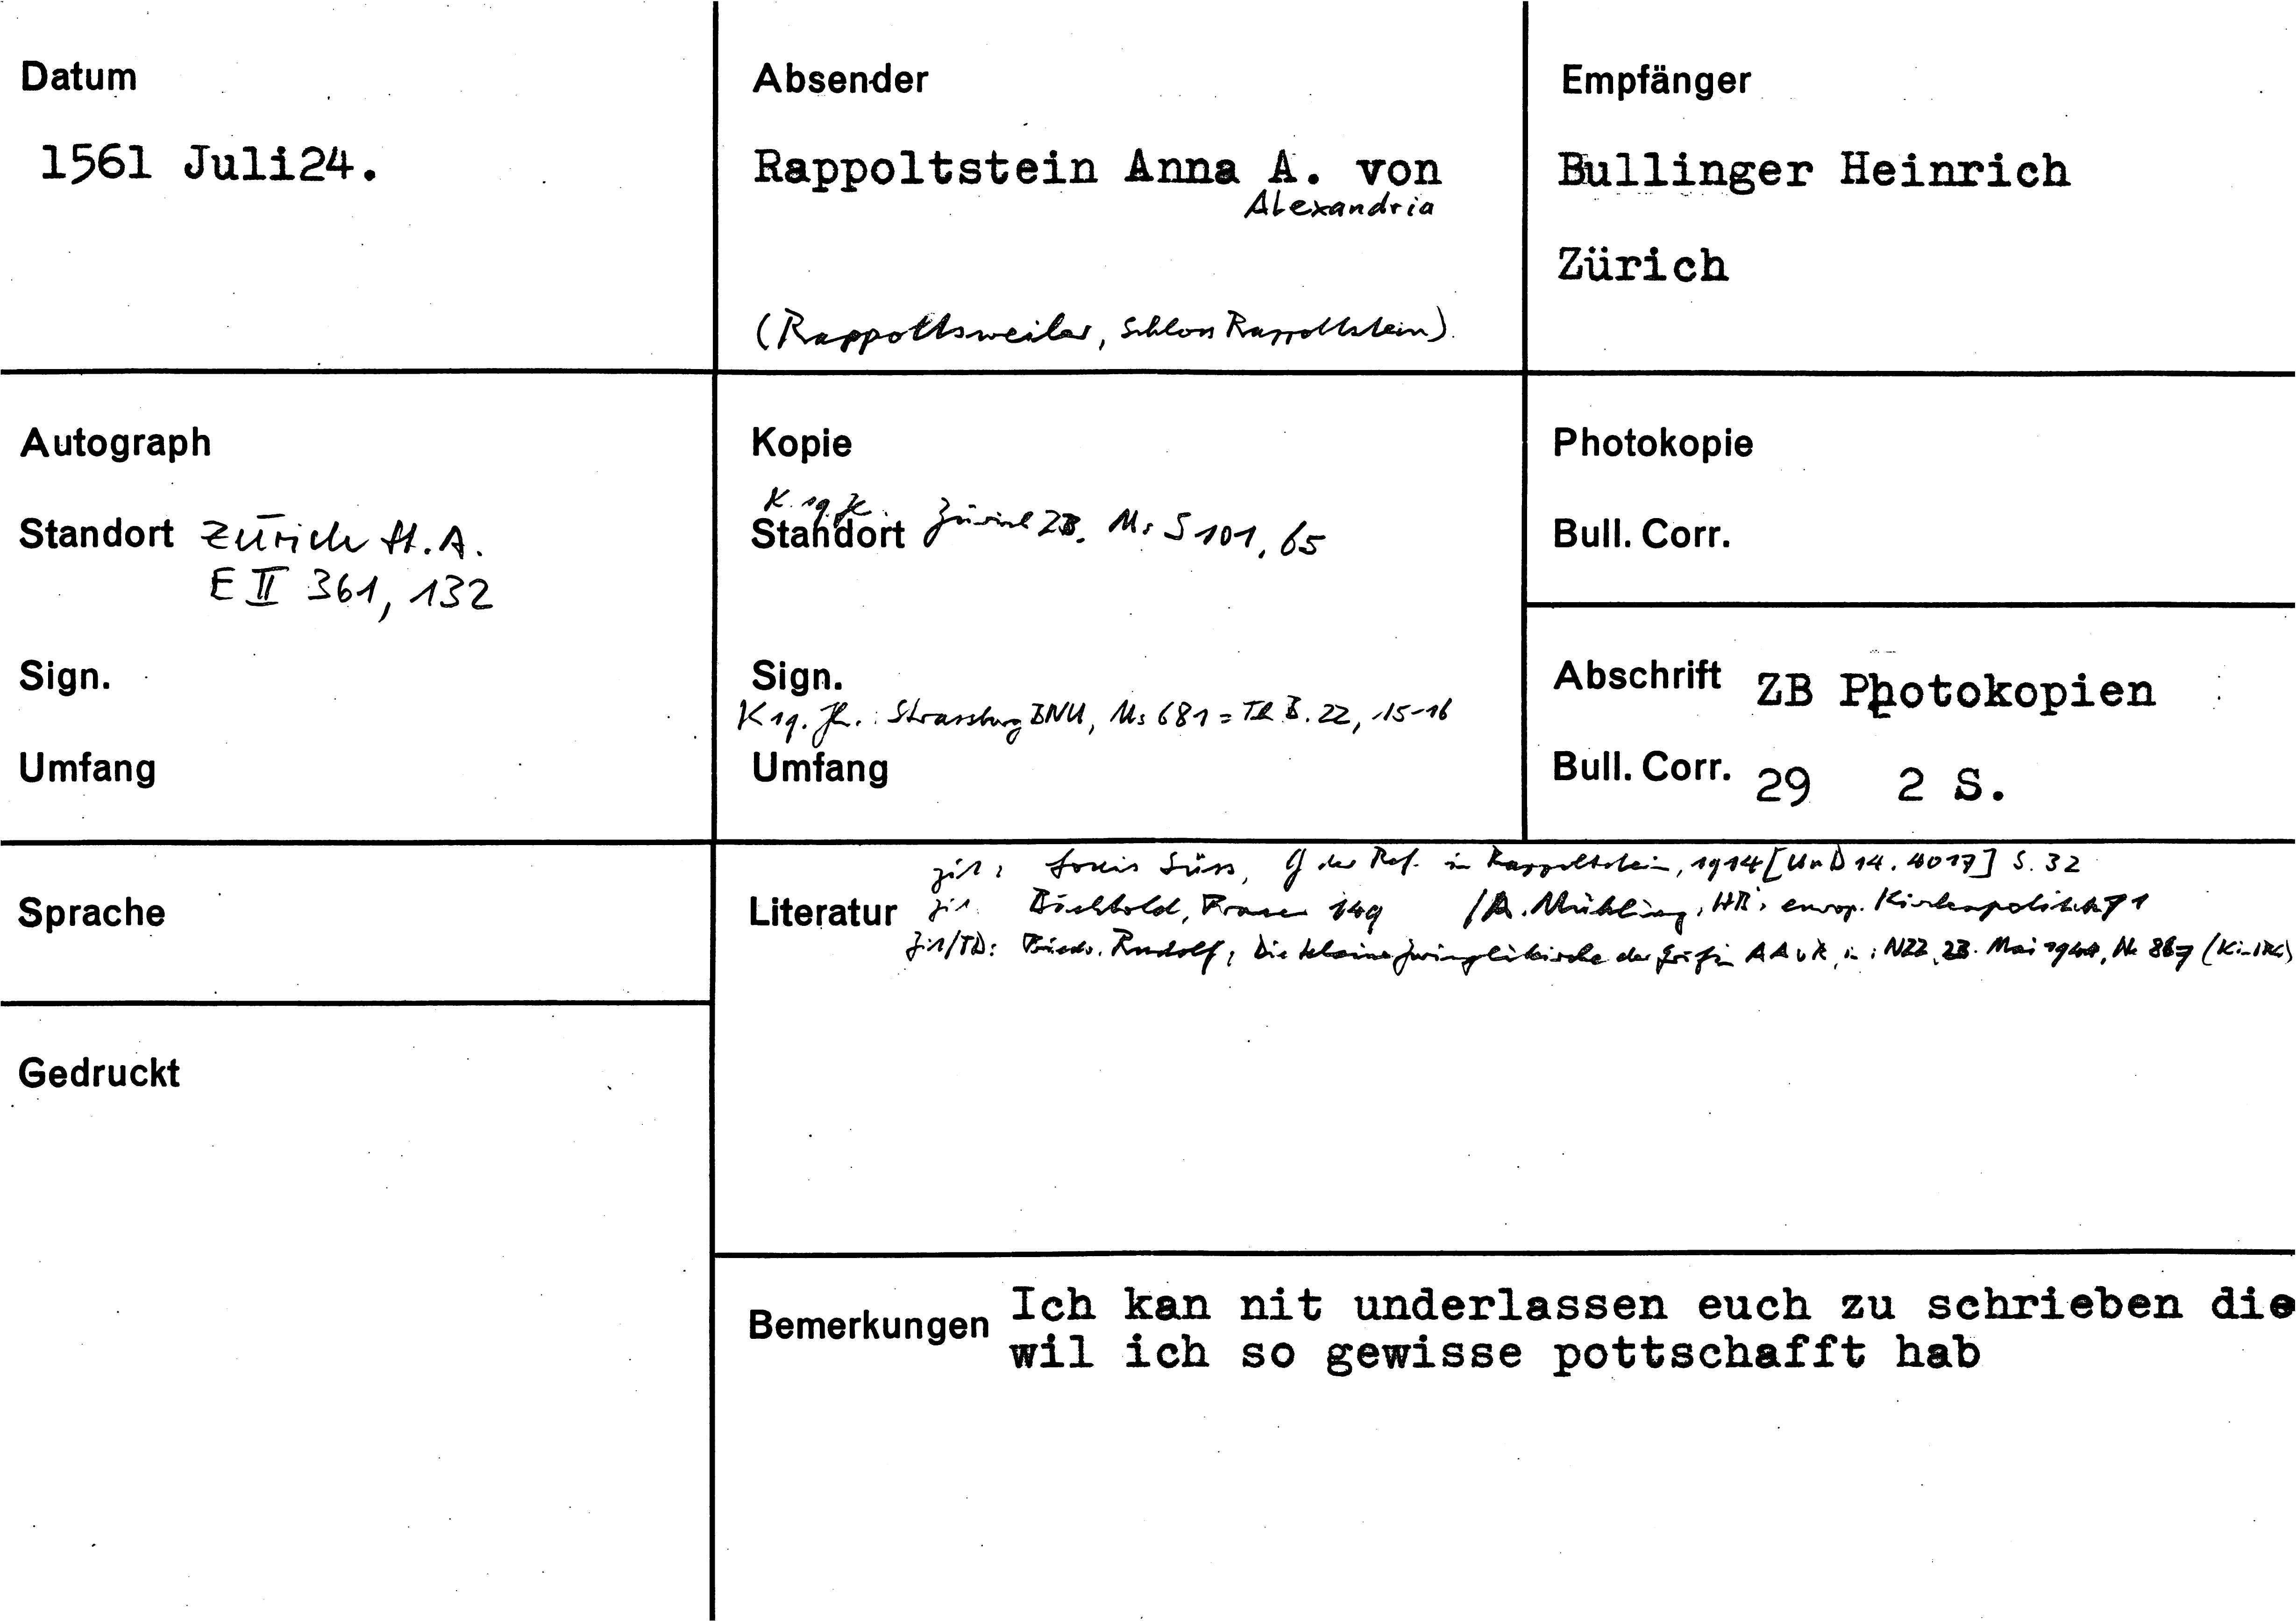 Datum
1561 Juli24.
Absender
Rappoltstein Anna A. von
Alexandria
(Rappoltsweiler, Schloss Rappoltstein)
Empfänger
Bullinger Heinrich
Zürich
Autograph
Standort Zürich St.A.
E II 361, 132
Sign.
Umfang
Kopie
K. 19. Jh.
Standort Zürich ZB, Ms S 101, 65
Sign.
K 19. Jh.: Strassburg BNU, Ms 681 = TB B. 22, 15-16
Umfang
Photokopie
Bull. Corr.
Abschrift ZB Photokopien
Bull. Corr. 29 2 S.
Sprache
Literatur
zit: Louis Süss, G der Ref. in Rappoltstein, 1914 [Un D 14.4017] S. 32
zit. Bächtold, Frauen 149 / A. Mühling, HB's europ. Kirchenpolitik 71
zit/TD: Friedr. Rudolf, Die kleine Zwinglikirche der Gräfin AAvR, in: NZZ, 23. Mai 1944, Nr 867
Gedruckt
Bemerkungen Ich kan nit underlassen euch zu schrieben die
wil ich so gewisse pottschafft hab